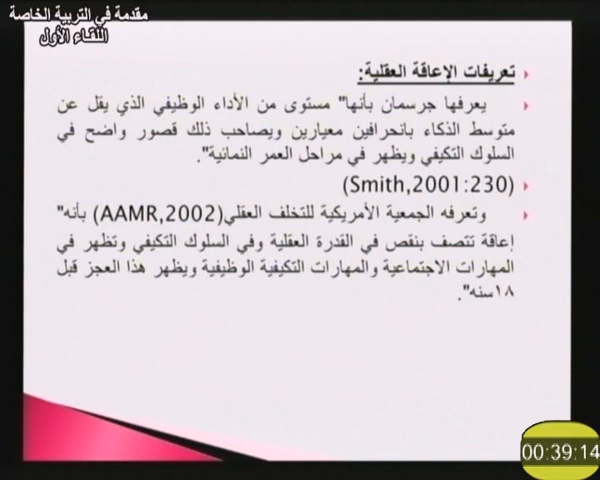 مقدمة في التربية الخاصة
اللقاء الأول
تعريفات الإعاقة العقلية:
يعرفها جرسمان بأنها" مستوى من الأداء الوظيفي الذي يقل عن
متوسط الذكاء بانحرافين معيارين ويصاحب ذلك قصور واضح في
السلوك التكيفي ويظهر في مراحل العمر النمائية".
(Smith,2001:230)
وتعرفه الجمعية الأمريكية للتخلف العقلي(AAMR,2002) بأنه"
إعاقة تتصف بنقص في القدرة العقلية وفي السلوك التكيفي وتظهر في
المهارات الاجتماعية والمهارات التكيفية الوظيفية ويظهر هذا العجز قبل
١٨سنه".
00:39:14